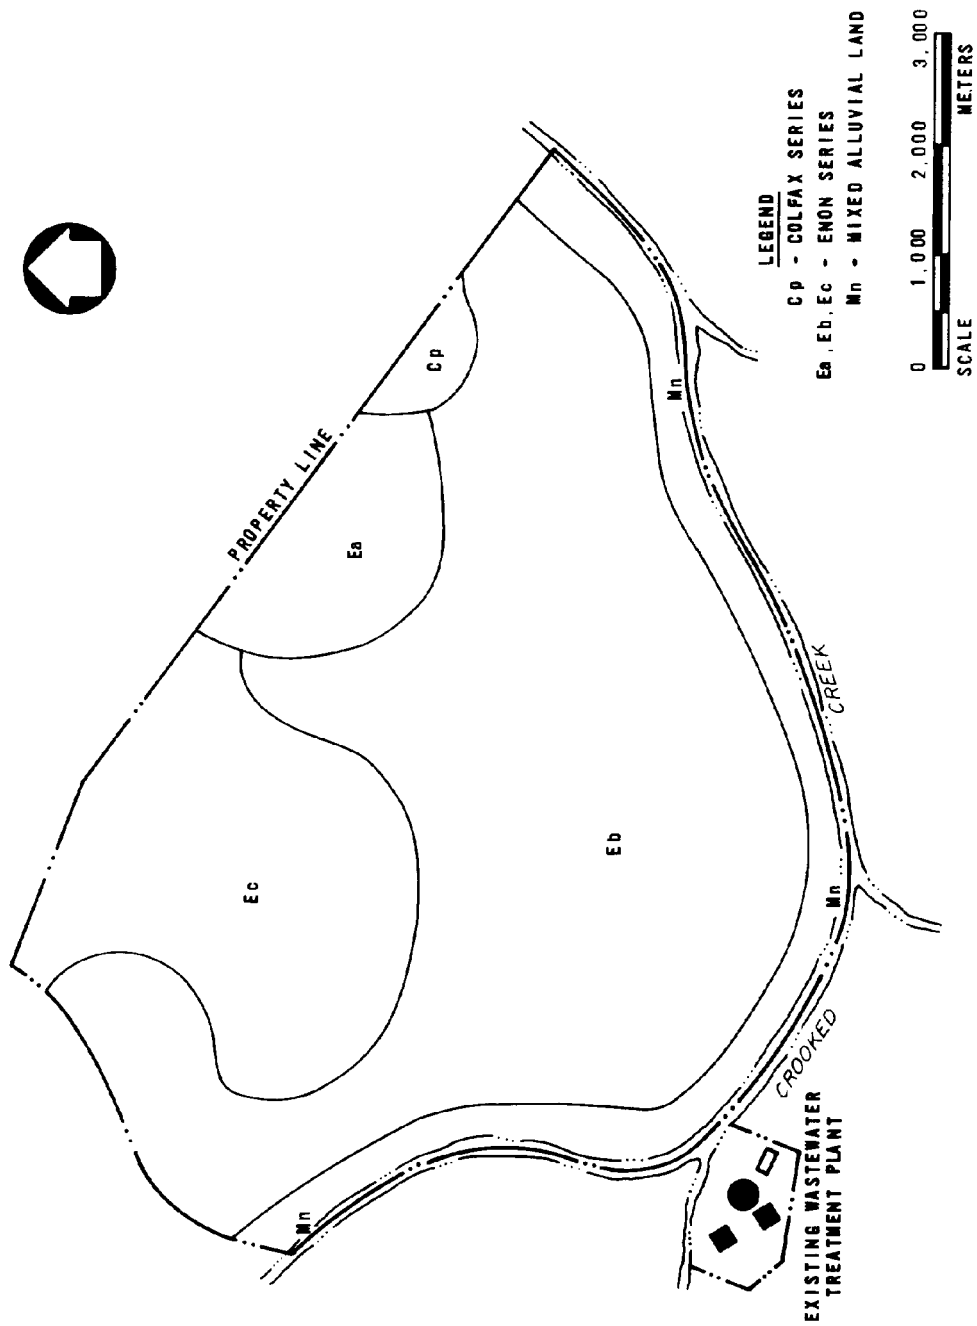 PROPERTY LINE
Cp
Ea
Ec
Eb
Mn
Mn
Mn
CROOKED CREEK
EXISTING WASTEWATER
TREATMENT PLANT
LEGEND
Cp - COLFAX SERIES
Ea, Eb, Ec - ENON SERIES
Mn - MIXED ALLUVIAL LAND
0 1,000 2,000 3,000
SCALE METERS